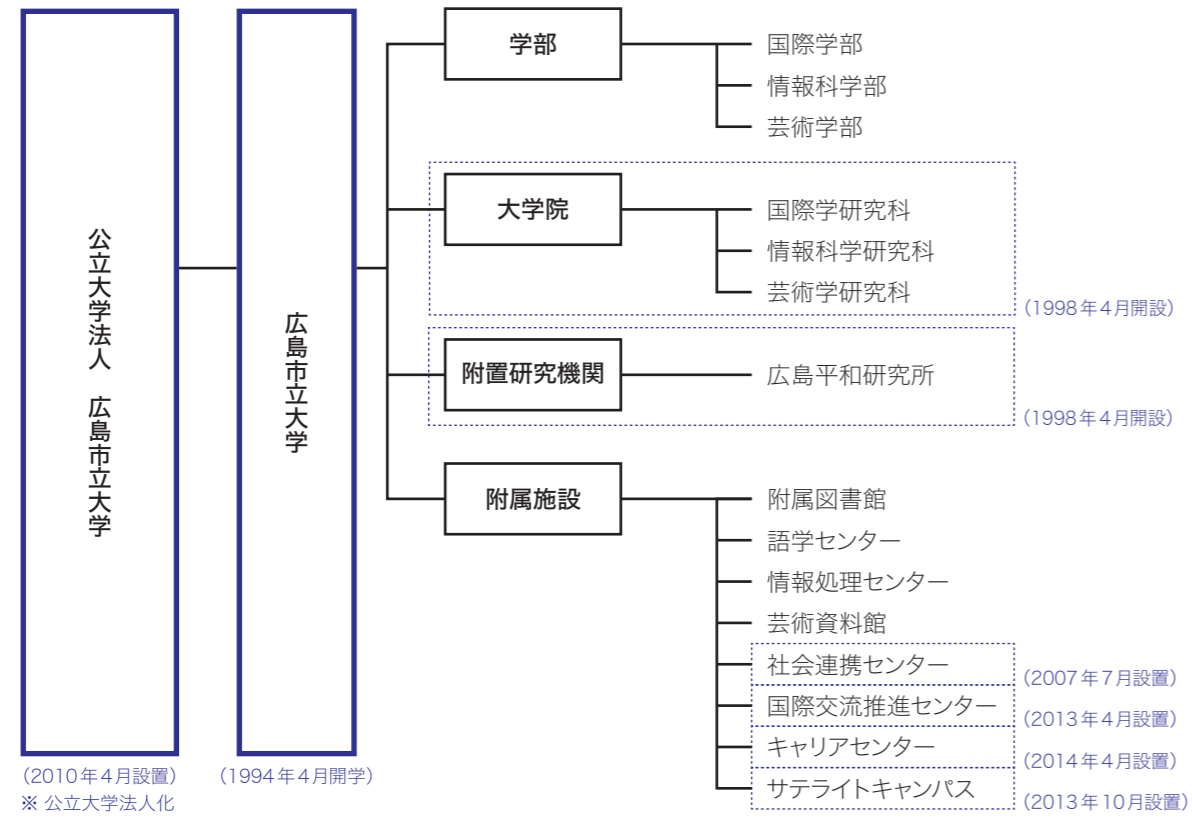 公立大学法人 広島市立大学
(2010年4月設置)
※ 公立大学法人化
広島市立大学
(1994年4月開学)
学部
国際学部
情報科学部
芸術学部
大学院
国際学研究科
情報科学研究科
芸術学研究科
(1998年4月開設)
附置研究機関
広島平和研究所
(1998年4月開設)
附属施設
附属図書館
語学センター
情報処理センター
芸術資料館
社会連携センター
(2007年7月設置)
国際交流推進センター
(2013年4月設置)
キャリアセンター
(2014年4月設置)
サテライトキャンパス
(2013年10月設置)